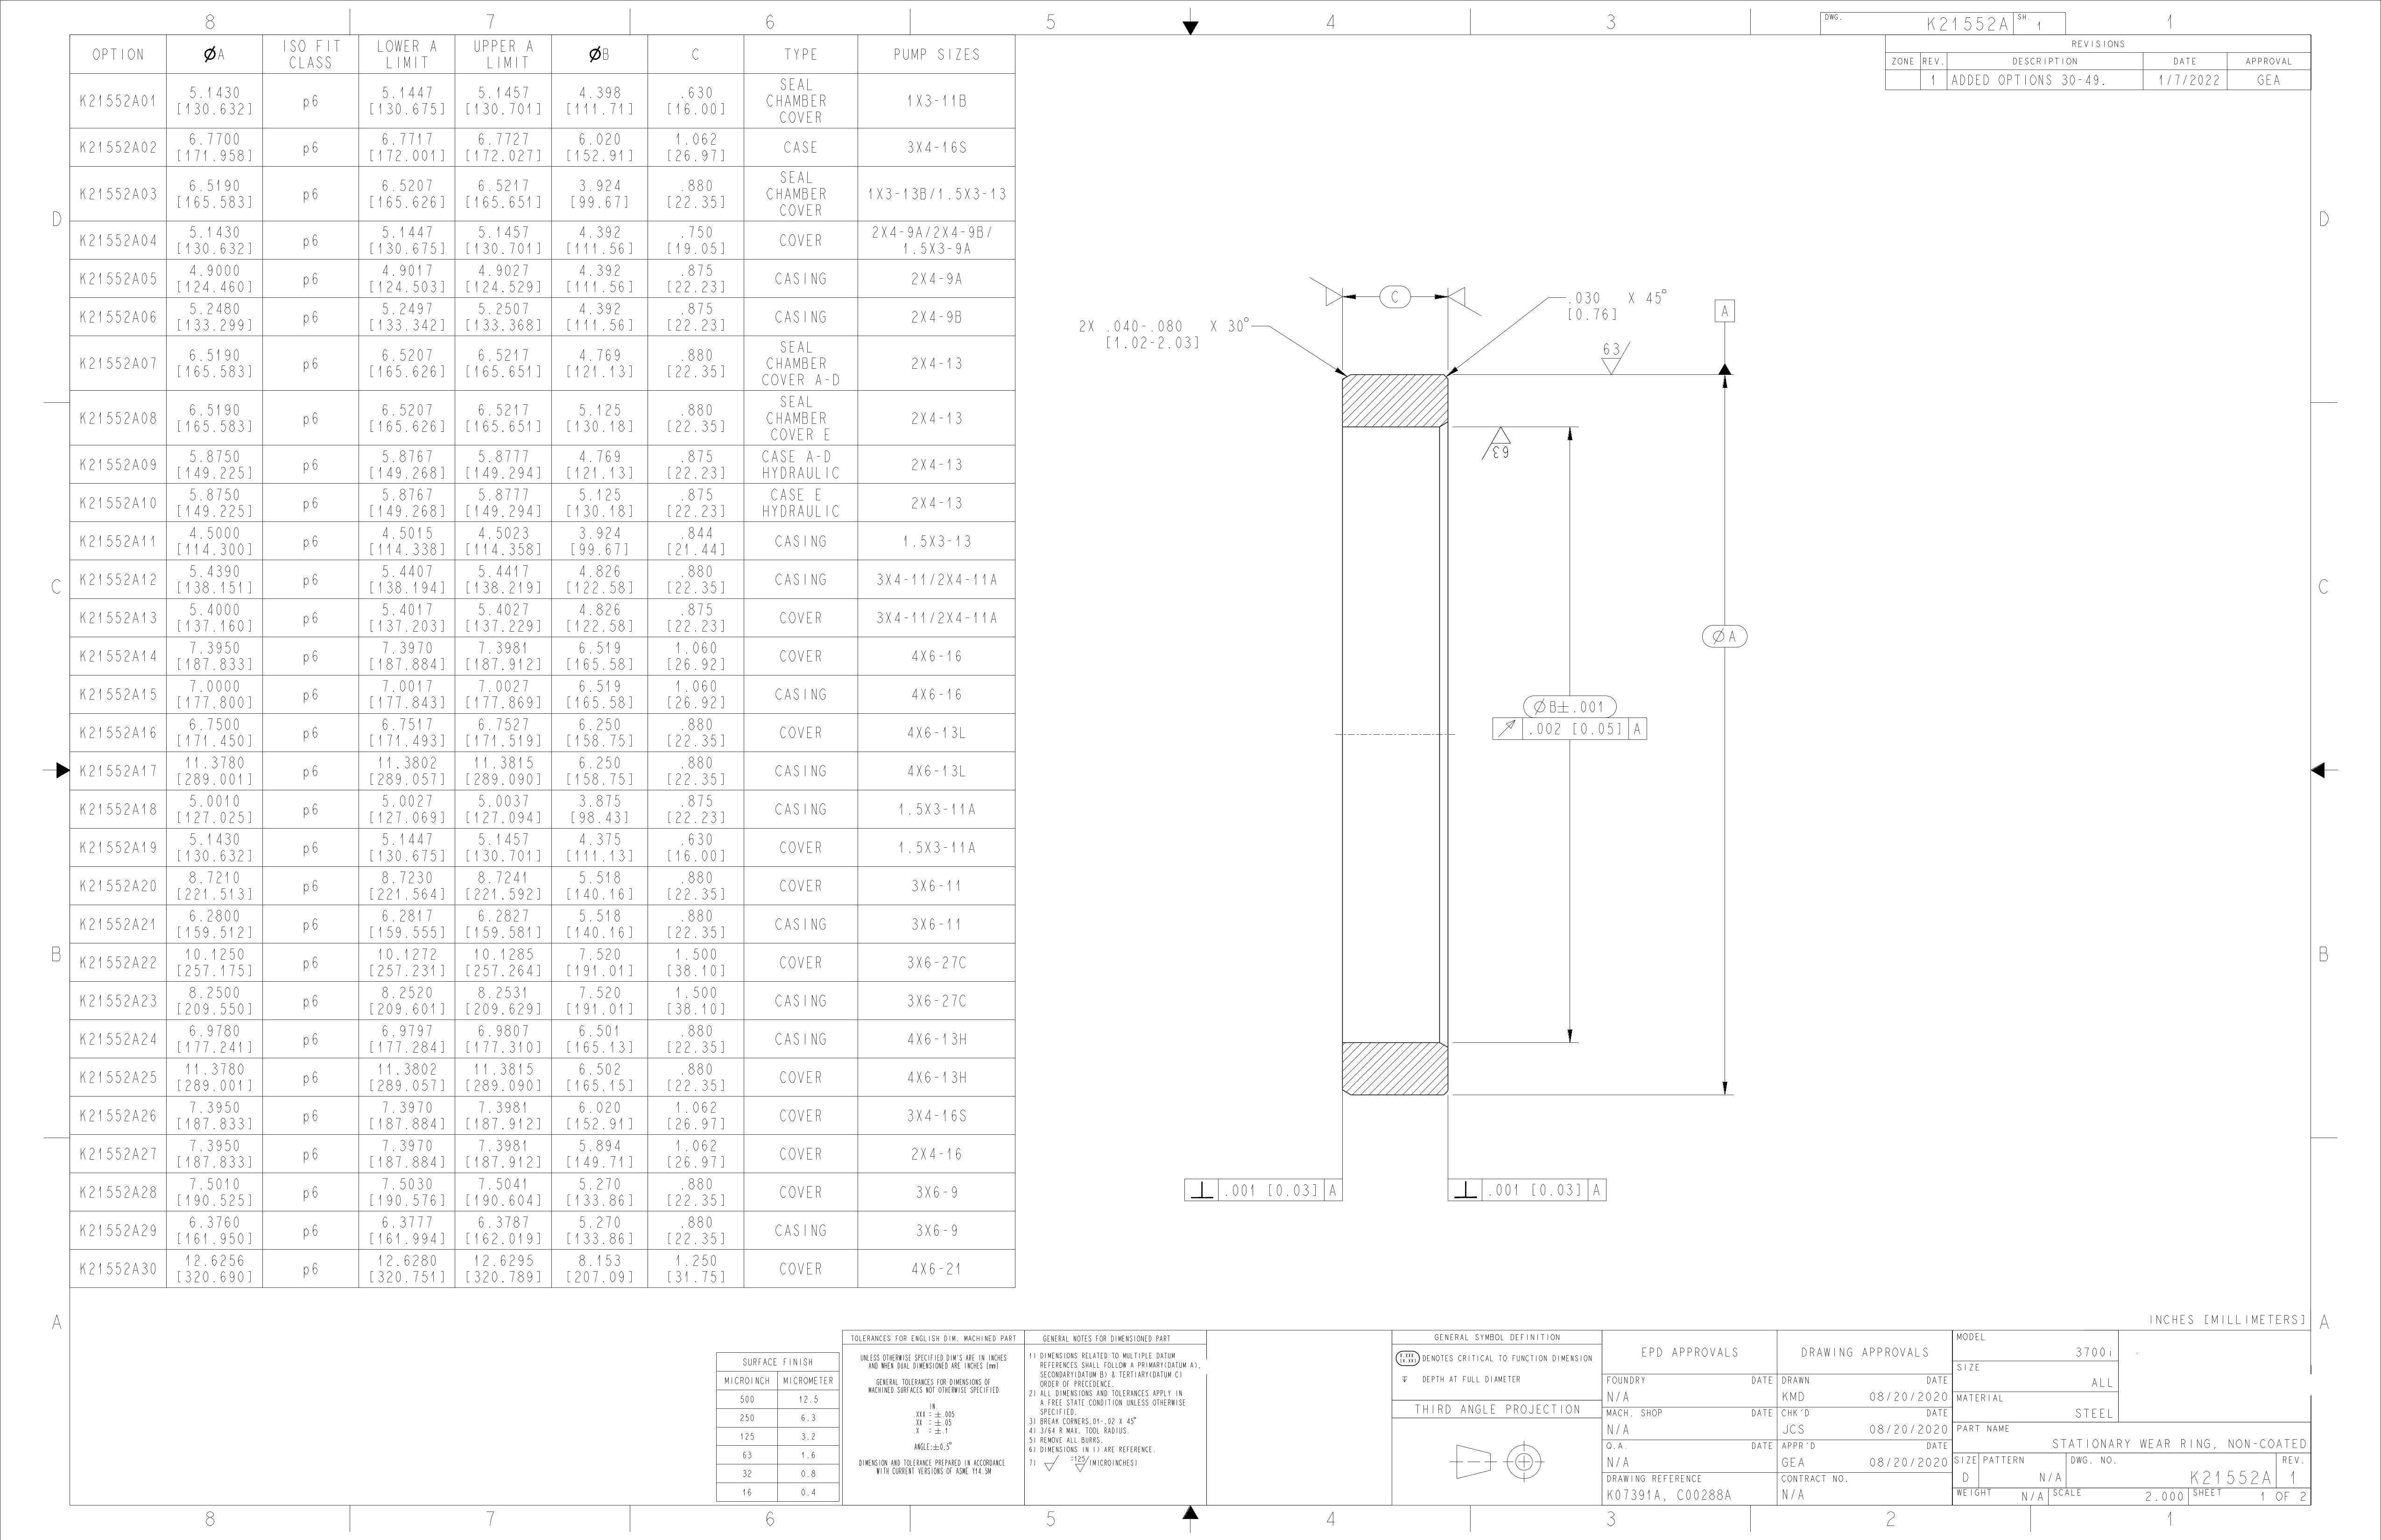 8 7 6 5 4 3 1
DWG. K21552A SH. 1
REVISIONS
ZONE REV. DESCRIPTION DATE APPROVAL
1 ADDED OPTIONS 30-49. 1/7/2022 GEA
OPTION ØA ISO FIT CLASS LOWER A LIMIT UPPER A LIMIT ØB C TYPE PUMP SIZES
K21552A01 5.1430 [130.632] p6 5.1447 [130.675] 5.1457 [130.701] 4.398 [111.71] .630 [16.00] SEAL CHAMBER COVER 1X3-11B
K21552A02 6.7700 [171.958] p6 6.7717 [172.001] 6.7727 [172.027] 6.020 [152.91] 1.062 [26.97] CASE 3X4-16S
K21552A03 6.5190 [165.583] p6 6.5207 [165.626] 6.5217 [165.651] 3.924 [99.67] .880 [22.35] SEAL CHAMBER COVER 1X3-13B/1.5X3-13
K21552A04 5.1430 [130.632] p6 5.1447 [130.675] 5.1457 [130.701] 4.392 [111.56] .750 [19.05] COVER 2X4-9A/2X4-9B/ 1.5X3-9A
K21552A05 4.9000 [124.460] p6 4.9017 [124.503] 4.9027 [124.529] 4.392 [111.56] .875 [22.23] CASING 2X4-9A
K21552A06 5.2480 [133.299] p6 5.2497 [133.342] 5.2507 [133.368] 4.392 [111.56] .875 [22.23] CASING 2X4-9B
K21552A07 6.5190 [165.583] p6 6.5207 [165.626] 6.5217 [165.651] 4.769 [121.13] .880 [22.35] SEAL CHAMBER COVER A-D 2X4-13
K21552A08 6.5190 [165.583] p6 6.5207 [165.626] 6.5217 [165.651] 5.125 [130.18] .880 [22.35] SEAL CHAMBER COVER E 2X4-13
K21552A09 5.8750 [149.225] p6 5.8767 [149.268] 5.8777 [149.294] 4.769 [121.13] .875 [22.23] CASE A-D HYDRAULIC 2X4-13
K21552A10 5.8750 [149.225] p6 5.8767 [149.268] 5.8777 [149.294] 5.125 [130.18] .875 [22.23] CASE E HYDRAULIC 2X4-13
K21552A11 4.5000 [114.300] p6 4.5015 [114.338] 4.5023 [114.358] 3.924 [99.67] .844 [21.44] CASING 1.5X3-13
K21552A12 5.4390 [138.151] p6 5.4407 [138.194] 5.4417 [138.219] 4.826 [122.58] .880 [22.35] CASING 3X4-11/2X4-11A
K21552A13 5.4000 [137.160] p6 5.4017 [137.203] 5.4027 [137.229] 4.826 [122.58] .875 [22.23] COVER 3X4-11/2X4-11A
K21552A14 7.3950 [187.833] p6 7.3970 [187.884] 7.3981 [187.912] 6.519 [165.58] 1.060 [26.92] COVER 4X6-16
K21552A15 7.0000 [177.800] p6 7.0017 [177.843] 7.0027 [177.869] 6.519 [165.58] 1.060 [26.92] CASING 4X6-16
K21552A16 6.7500 [171.450] p6 6.7517 [171.493] 6.7527 [171.519] 6.250 [158.75] .880 [22.35] COVER 4X6-13L
K21552A17 11.3780 [289.001] p6 11.3802 [289.057] 11.3815 [289.090] 6.250 [158.75] .880 [22.35] CASING 4X6-13L
K21552A18 5.0010 [127.025] p6 5.0027 [127.069] 5.0037 [127.094] 3.875 [98.43] .875 [22.23] CASING 1.5X3-11A
K21552A19 5.1430 [130.632] p6 5.1447 [130.675] 5.1457 [130.701] 4.375 [111.13] .630 [16.00] COVER 1.5X3-11A
K21552A20 8.7210 [221.513] p6 8.7230 [221.564] 8.7241 [221.592] 5.518 [140.16] .880 [22.35] COVER 3X6-11
K21552A21 6.2800 [159.512] p6 6.2817 [159.555] 6.2827 [159.581] 5.518 [140.16] .880 [22.35] CASING 3X6-11
K21552A22 10.1250 [257.175] p6 10.1272 [257.231] 10.1285 [257.264] 7.520 [191.01] 1.500 [38.10] COVER 3X6-27C
K21552A23 8.2500 [209.550] p6 8.2520 [209.601] 8.2531 [209.629] 7.520 [191.01] 1.500 [38.10] CASING 3X6-27C
K21552A24 6.9780 [177.241] p6 6.9797 [177.284] 6.9807 [177.310] 6.501 [165.13] .880 [22.35] CASING 4X6-13H
K21552A25 11.3780 [289.001] p6 11.3802 [289.057] 11.3815 [289.090] 6.502 [165.15] .880 [22.35] COVER 4X6-13H
K21552A26 7.3950 [187.833] p6 7.3970 [187.884] 7.3981 [187.912] 6.020 [152.91] 1.062 [26.97] COVER 3X4-16S
K21552A27 7.3950 [187.833] p6 7.3970 [187.884] 7.3981 [187.912] 5.894 [149.71] 1.062 [26.97] COVER 2X4-16
K21552A28 7.5010 [190.525] p6 7.5030 [190.576] 7.5041 [190.604] 5.270 [133.86] .880 [22.35] COVER 3X6-9
K21552A29 6.3760 [161.950] p6 6.3777 [161.994] 6.3787 [162.019] 5.270 [133.86] .880 [22.35] CASING 3X6-9
K21552A30 12.6256 [320.690] p6 12.6280 [320.751] 12.6295 [320.789] 8.153 [207.09] 1.250 [31.75] COVER 4X6-21
D D
C C
B B
A A
C
.030 X 45°
[0.76]
2X .040-.080 X 30°
[1.02-2.03]
A
63
63
ØA
ØB±.001
.002 [0.05] A
⊥ .001 [0.03] A
⊥ .001 [0.03] A
INCHES [MILLIMETERS]
SURFACE FINISH
MICROINCH MICROMETER
500 12.5
250 6.3
125 3.2
63 1.6
32 0.8
16 0.4
TOLERANCES FOR ENGLISH DIM. MACHINED PART
UNLESS OTHERWISE SPECIFIED DIM'S ARE IN INCHES
AND WHEN DUAL DIMENSIONED ARE INCHES [mm]
GENERAL TOLERANCES FOR DIMENSIONS OF
MACHINED SURFACES NOT OTHERWISE SPECIFIED
IN.
.XXX = ±.005
.XX = ±.05
.X = ±.1
ANGLE:±0.5°
DIMENSION AND TOLERANCE PREPARED IN ACCORDANCE
WITH CURRENT VERSIONS OF ASME Y14.5M
GENERAL NOTES FOR DIMENSIONED PART
1) DIMENSIONS RELATED TO MULTIPLE DATUM
REFERENCES SHALL FOLLOW A PRIMARY(DATUM A),
SECONDARY(DATUM B) & TERTIARY(DATUM C)
ORDER OF PRECEDENCE.
2) ALL DIMENSIONS AND TOLERANCES APPLY IN
A FREE STATE CONDITION UNLESS OTHERWISE
SPECIFIED.
3) BREAK CORNERS.01-.02 X 45°
4) 3/64 R MAX. TOOL RADIUS.
5) REMOVE ALL BURRS.
6) DIMENSIONS IN () ARE REFERENCE.
7) =125 (MICROINCHES)
GENERAL SYMBOL DEFINITION
X.XXX [X.XX] DENOTES CRITICAL TO FUNCTION DIMENSION
DEPTH AT FULL DIAMETER
THIRD ANGLE PROJECTION
EPD APPROVALS
FOUNDRY DATE
N/A
MACH. SHOP DATE
N/A
Q.A. DATE
N/A
DRAWING REFERENCE
K07391A, C00288A
DRAWING APPROVALS
DRAWN DATE
KMD 08/20/2020
CHK'D DATE
JCS 08/20/2020
APPR'D DATE
GEA 08/20/2020
CONTRACT NO.
N/A
MODEL
3700i
SIZE
ALL
MATERIAL
STEEL
PART NAME
STATIONARY WEAR RING, NON-COATED
SIZE D PATTERN N/A DWG. NO. K21552A REV. 1
WEIGHT N/A SCALE 2.000 SHEET 1 OF 2
8 7 6 5 4 3 2 1